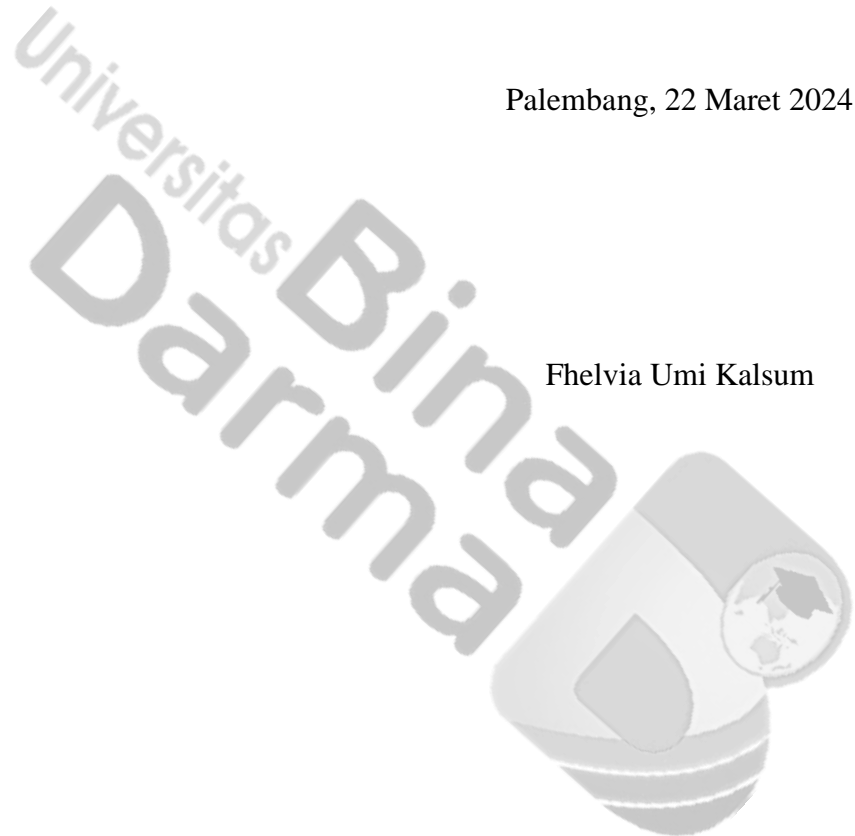 Palembang, 22 Maret 2024
Universitas
Bina
Darma
Fhelvia Umi Kalsum